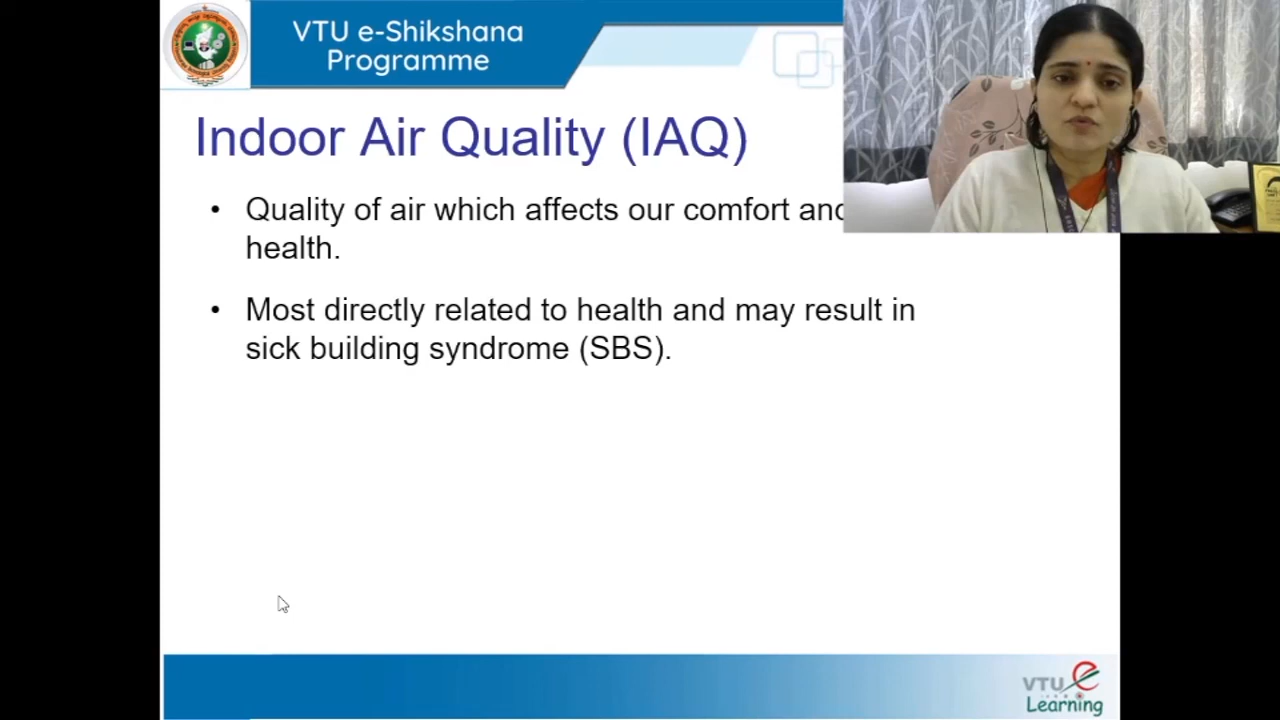 VTU e-Shikshana
Programme
Indoor Air Quality (IAQ)
• Quality of air which affects our comfort and
health.
• Most directly related to health and may result in
sick building syndrome (SBS).
VTU e
Learning